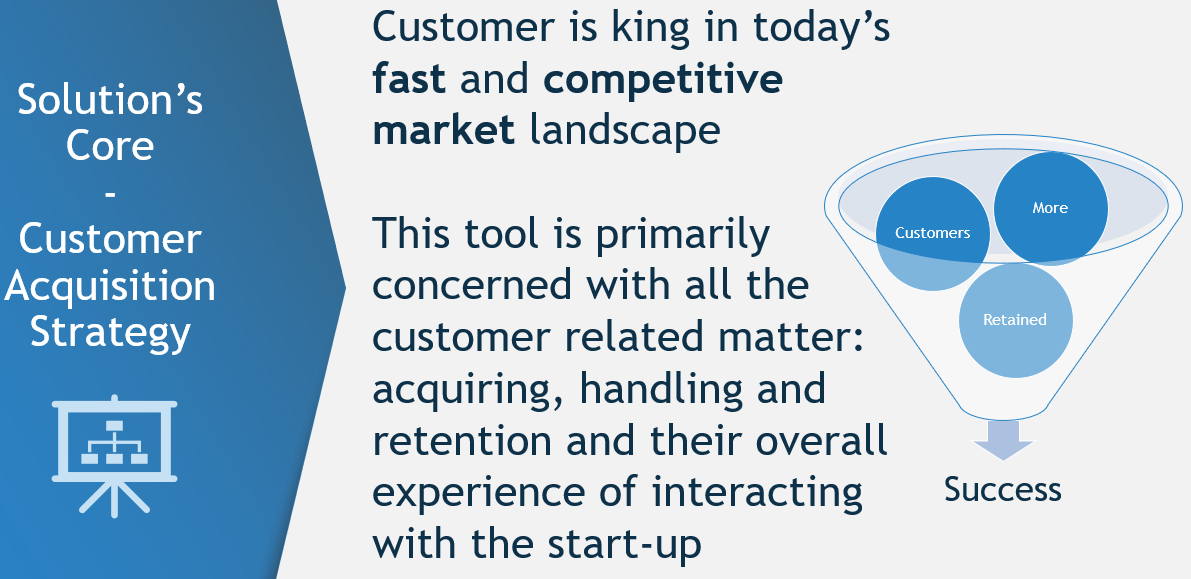 Solution’s
Core
-
Customer
Acquisition
Strategy
Customer is king in today’s
fast and competitive
market landscape
This tool is primarily
concerned with all the
customer related matter:
acquiring, handling and
retention and their overall
experience of interacting
with the start-up
More
Customers
Retained
Success